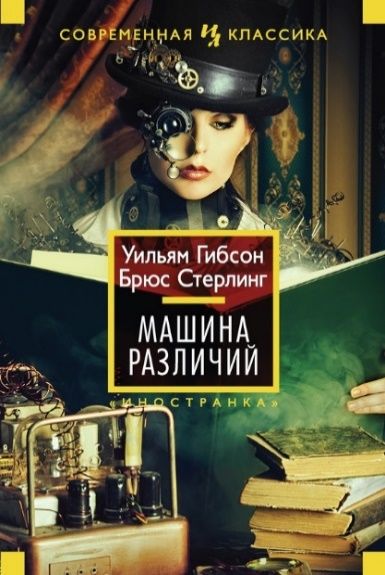 СОВРЕМЕННАЯ И КЛАССИКА
Уильям Гибсон
Брюс Стерлинг
МАШИНА
РАЗЛИЧИЙ
«ИНОСТРАНКА»